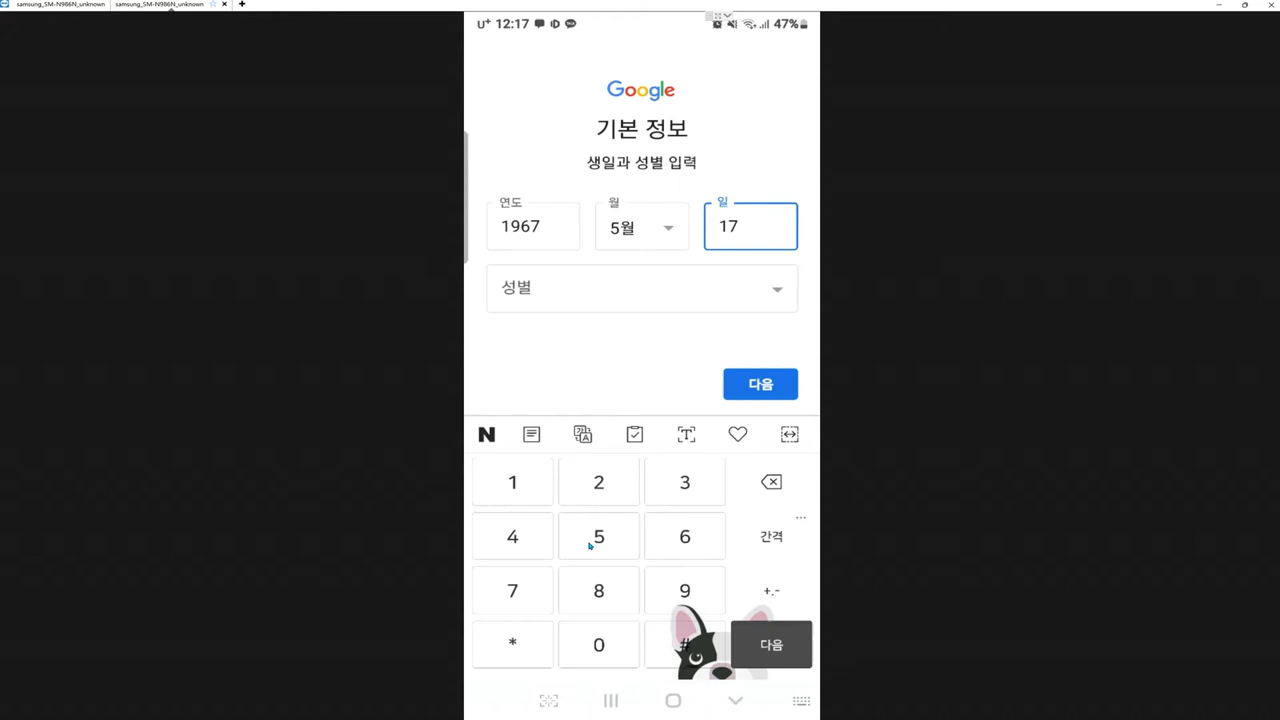 samsung_SM-N986N_unknown samsung_SM-N986N_unknown
U+ 12:17 47%
Google
기본 정보
생일과 성별 입력
연도 월 일
1967 5월 17
성별
다음
N
1 2 3
4 5 6 간격
7 8 9 +.-
* 0 # 다음